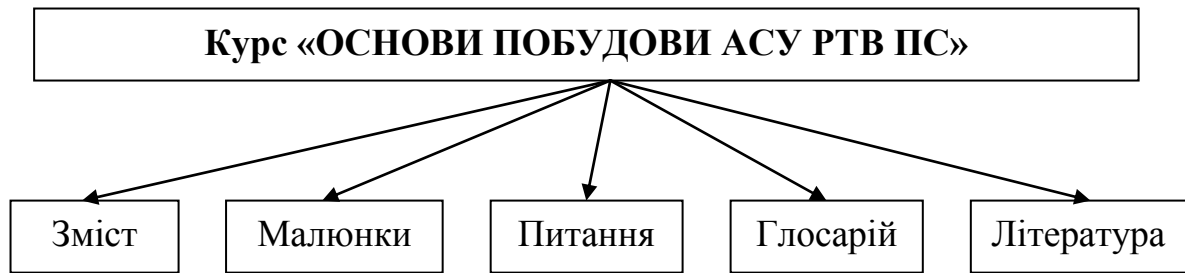 Курс «ОСНОВИ ПОБУДОВИ АСУ РТВ ПС»
Зміст
Малюнки
Питання
Глосарій
Література